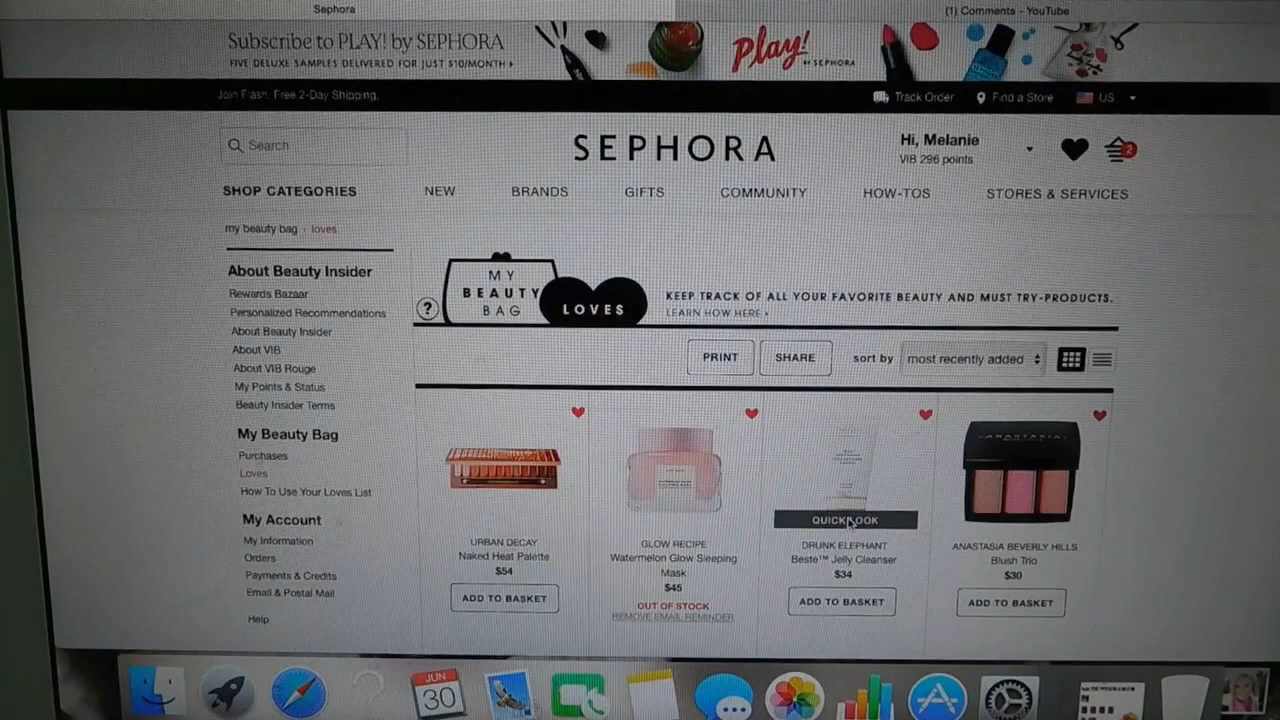 Sephora
(1) Comments - YouTube
Subscribe to PLAY! by SEPHORA
FIVE DELUXE SAMPLES DELIVERED FOR JUST $10/MONTH
Play!
BY SEPHORA
Join Flash. Free 2-Day Shipping.
Track Order
Find a Store
US
Search
SEPHORA
Hi, Melanie
VIB 296 points
2
SHOP CATEGORIES
NEW
BRANDS
GIFTS
COMMUNITY
HOW-TOS
STORES & SERVICES
my beauty bag · loves
About Beauty Insider
Rewards Bazaar
Personalized Recommendations
About Beauty Insider
About VIB
About VIB Rouge
My Points & Status
Beauty Insider Terms
My Beauty Bag
Purchases
Loves
How To Use Your Loves List
My Account
My Information
Orders
Payments & Credits
Email & Postal Mail
Help
?
MY
BEAUTY
BAG
LOVES
KEEP TRACK OF ALL YOUR FAVORITE BEAUTY AND MUST TRY-PRODUCTS.
LEARN HOW HERE
PRINT
SHARE
sort by
most recently added
URBAN DECAY
Naked Heat Palette
$54
ADD TO BASKET
GLOW RECIPE
Watermelon Glow Sleeping
Mask
$45
OUT OF STOCK
REMOVE EMAIL REMINDER
QUICK LOOK
DRUNK ELEPHANT
Beste™ Jelly Cleanser
$34
ADD TO BASKET
ANASTASIA
ANASTASIA BEVERLY HILLS
Blush Trio
$30
ADD TO BASKET
JUN
30